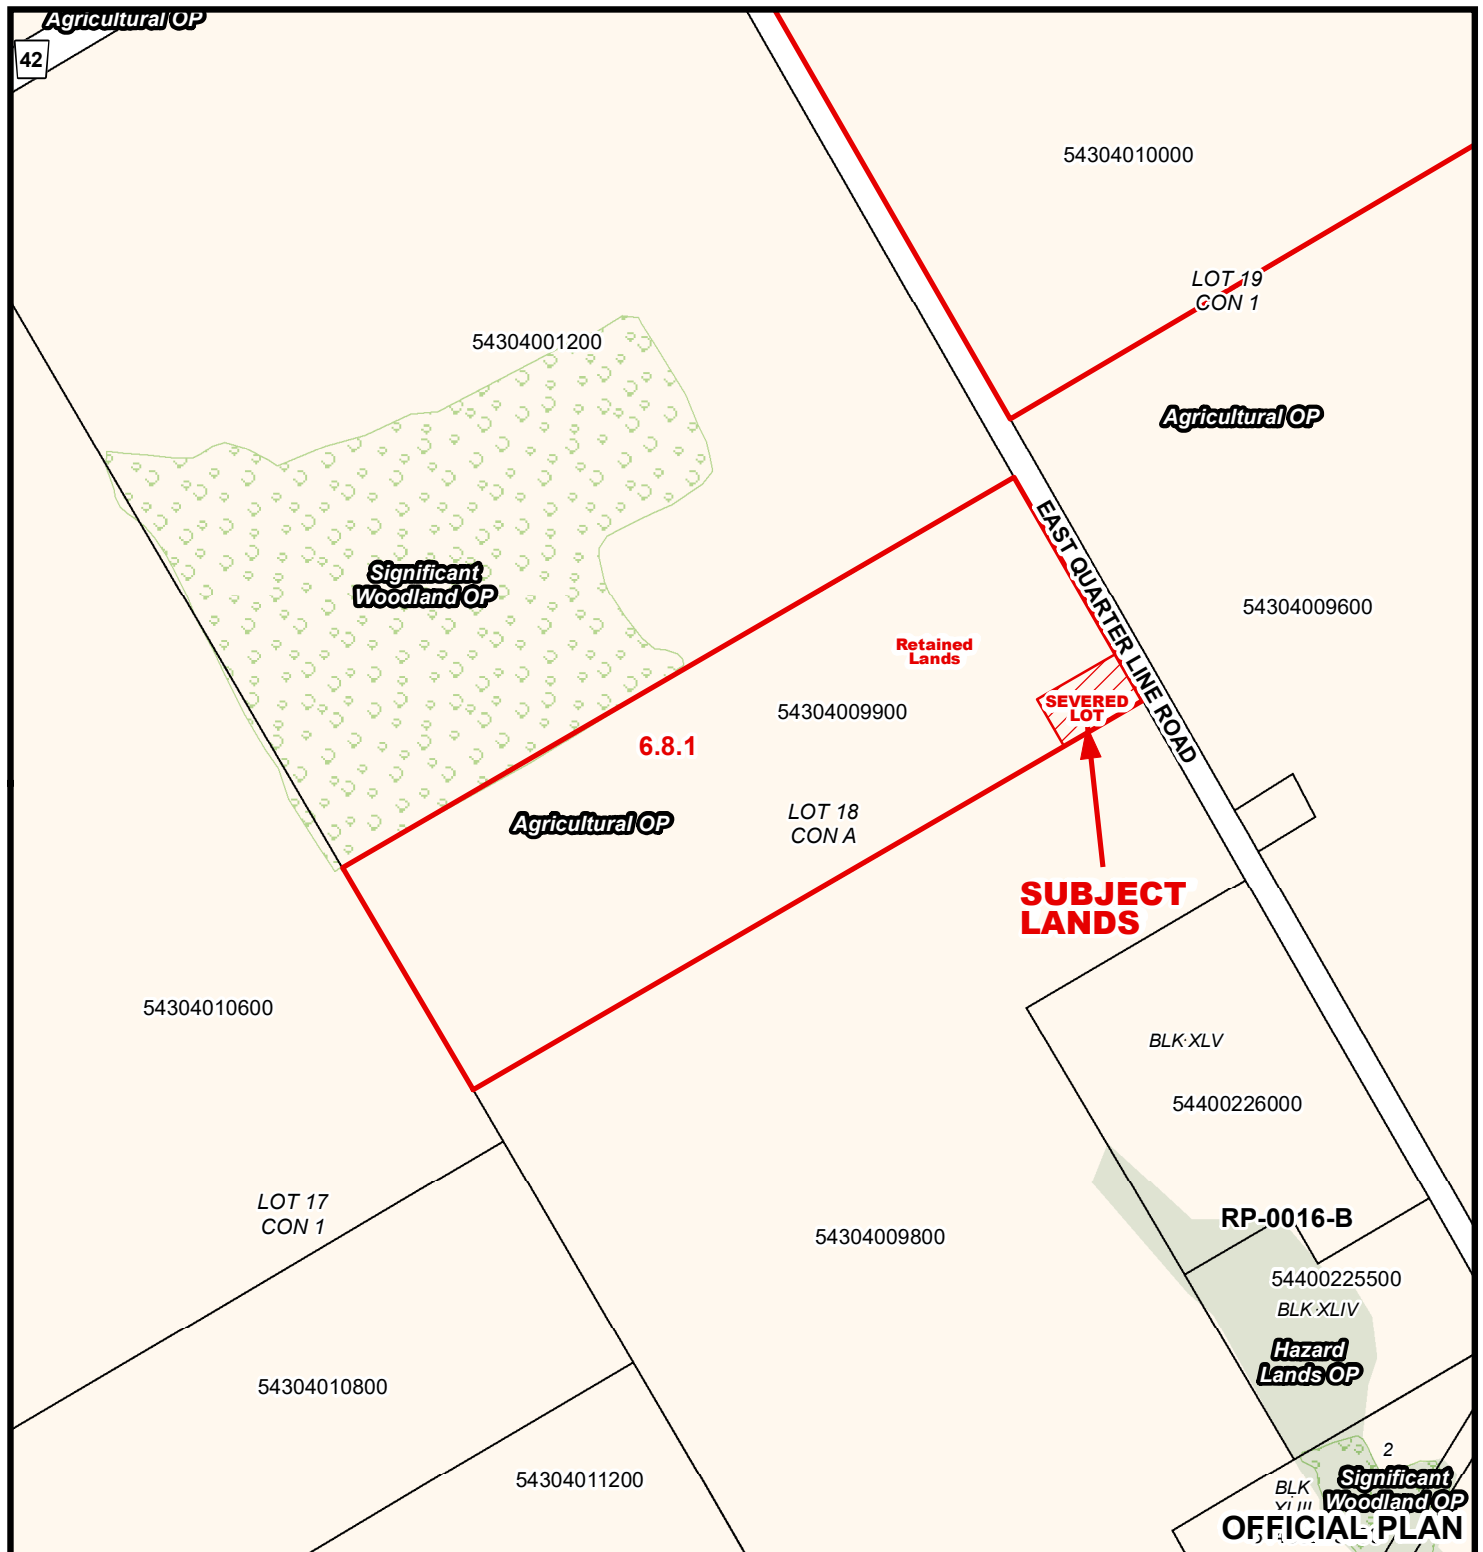 Agricultural OP
42
54304010000
LOT 19
CON 1
54304001200
Agricultural OP
EAST QUARTER LINE ROAD
Significant
Woodland OP
54304009600
Retained
Lands
SEVERED
LOT
54304009900
6.8.1
LOT 18
CON A
Agricultural OP
SUBJECT
LANDS
54304010600
BLK XLV
54400226000
LOT 17
CON 1
RP-0016-B
54304009800
54400225500
BLK XLIV
Hazard
Lands OP
54304010800
2
54304011200
Significant
Woodland OP
BLK
XLIII
OFFICIAL PLAN